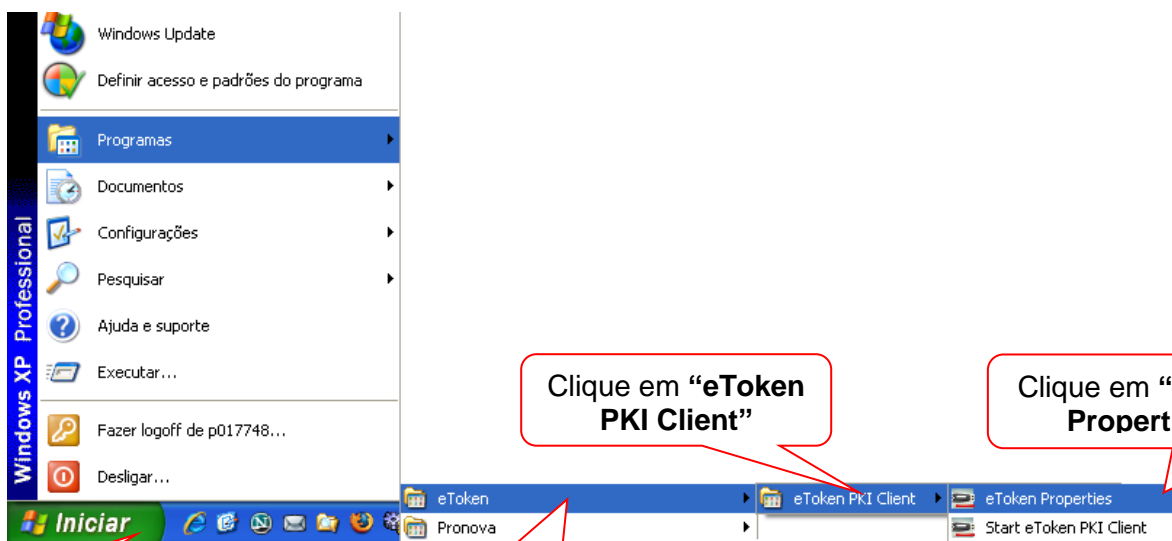 Windows Update
Definir acesso e padrões do programa
Programas
Documentos
Configurações
Pesquisar
Ajuda e suporte
Executar...
Fazer logoff de p017748...
Desligar...
Windows XP Professional
Iniciar
Clique em “eToken
PKI Client”
Clique em “
Propert
eToken
Pronova
eToken PKI Client
eToken Properties
Start eToken PKI Client